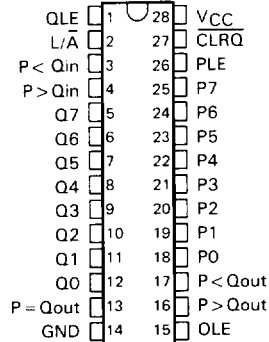 QLE 1 28 VCC
L/A̅ 2 27 C̅L̅R̅Q̅
P<Qin 3 26 PLE
P>Qin 4 25 P7
Q7 5 24 P6
Q6 6 23 P5
Q5 7 22 P4
Q4 8 21 P3
Q3 9 20 P2
Q2 10 19 P1
Q1 11 18 P0
Q0 12 17 P<Qout
P=Qout 13 16 P>Qout
GND 14 15 OLE